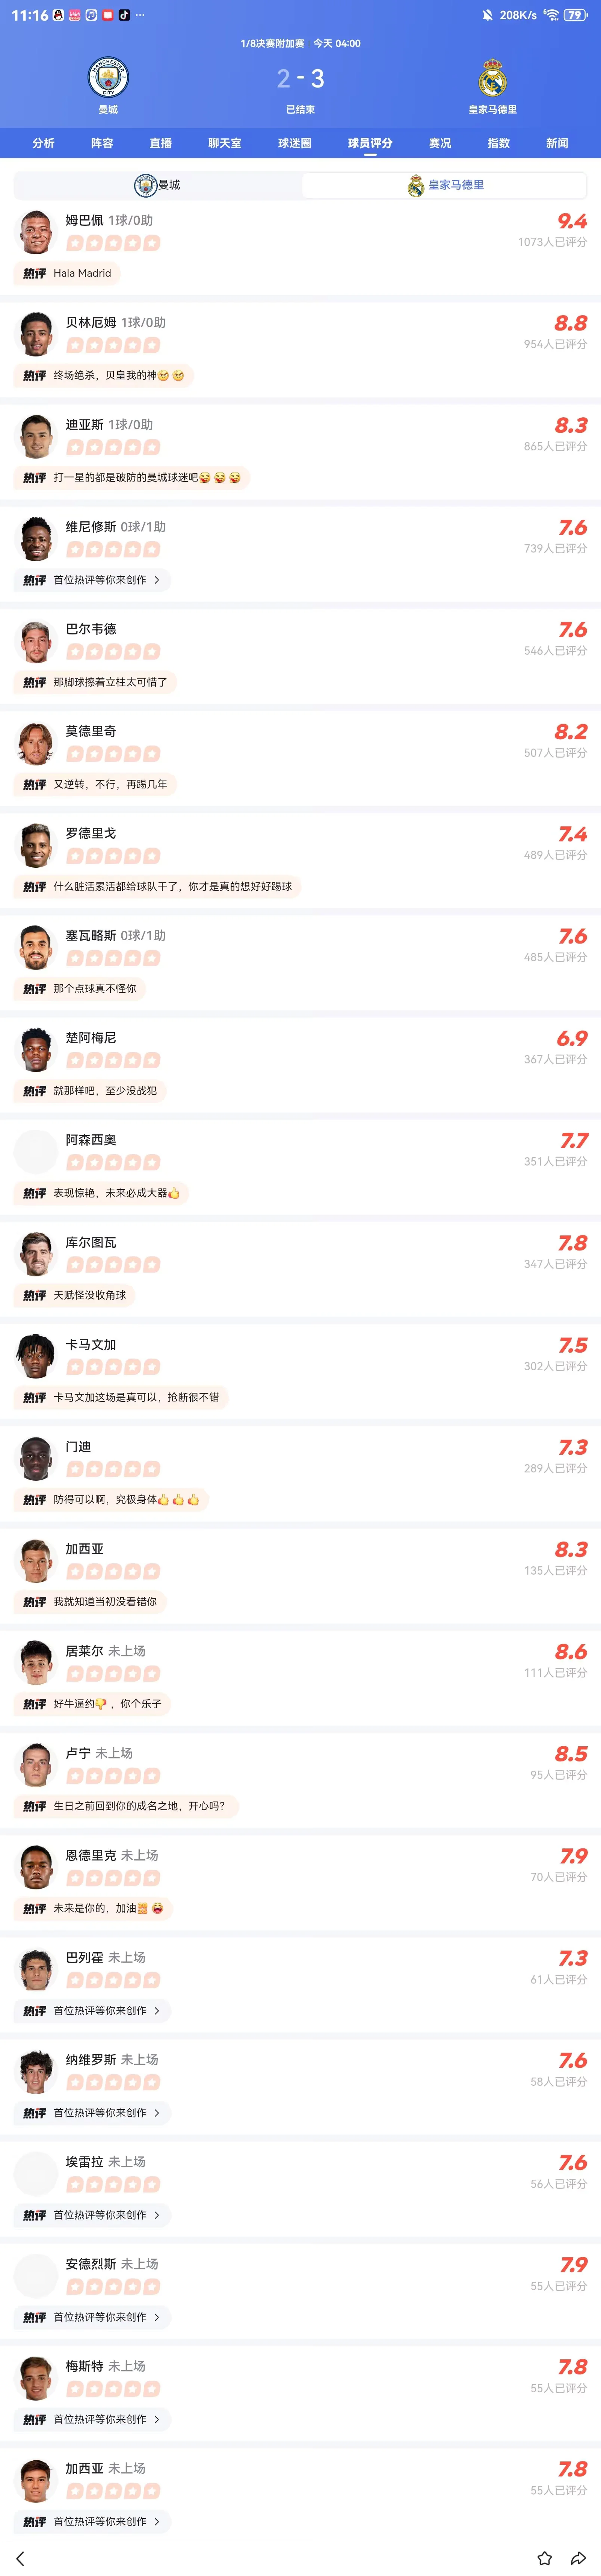 11:16
208K/s
79
1/8决赛附加赛 | 今天 04:00
2 - 3
曼城
已结束
皇家马德里
分析 阵容 直播 聊天室 球迷圈 球员评分 赛况 指数 新闻
曼城 皇家马德里
姆巴佩 1球/0助
9.4
1073人已评分
热评 Hala Madrid
贝林厄姆 1球/0助
8.8
954人已评分
热评 终场绝杀，贝皇我的神
迪亚斯 1球/0助
8.3
865人已评分
热评 打一星的都是破防的曼城球迷吧
维尼修斯 0球/1助
7.6
739人已评分
热评 首位热评等你来创作 >
巴尔韦德
7.6
546人已评分
热评 那脚球擦着立柱太可惜了
莫德里奇
8.2
507人已评分
热评 又逆转，不行，再踢几年
罗德里戈
7.4
489人已评分
热评 什么脏活累活都给球队干了，你才是真的想好好踢球
塞瓦略斯 0球/1助
7.6
485人已评分
热评 那个点球真不怪你
楚阿梅尼
6.9
367人已评分
热评 就那样吧，至少没战犯
阿森西奥
7.7
351人已评分
热评 表现惊艳，未来必成大器👍
库尔图瓦
7.8
347人已评分
热评 天赋怪没收角球
卡马文加
7.5
302人已评分
热评 卡马文加这场是真可以，抢断很不错
门迪
7.3
289人已评分
热评 防得可以啊，究极身体👍👍👍
加西亚
8.3
135人已评分
热评 我就知道当初没看错你
居莱尔 未上场
8.6
111人已评分
热评 好牛逼约👎，你个乐子
卢宁 未上场
8.5
95人已评分
热评 生日之前回到你的成名之地，开心吗？
恩德里克 未上场
7.9
70人已评分
热评 未来是你的，加油
巴列霍 未上场
7.3
61人已评分
热评 首位热评等你来创作 >
纳维罗斯 未上场
7.6
58人已评分
热评 首位热评等你来创作 >
埃雷拉 未上场
7.6
56人已评分
热评 首位热评等你来创作 >
安德烈斯 未上场
7.9
55人已评分
热评 首位热评等你来创作 >
梅斯特 未上场
7.8
55人已评分
热评 首位热评等你来创作 >
加西亚 未上场
7.8
55人已评分
热评 首位热评等你来创作 >